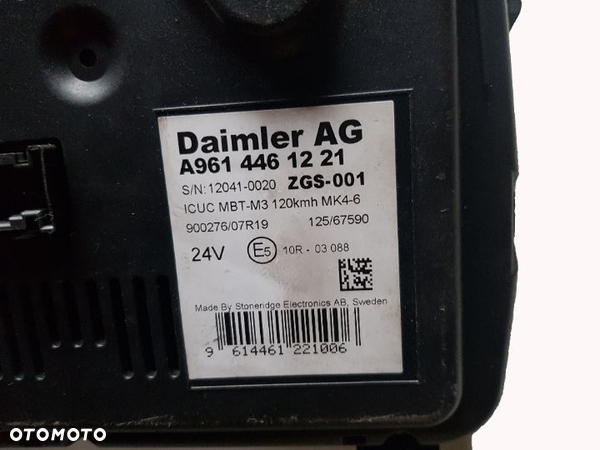 Daimler AG
A961 446 12 21
S/N: 12041-0020 ZGS-001
ICUC MBT-M3 120kmh MK4-6
900276/07R19 125/67590
24V E5 10R - 03 088
Made By Stoneridge Electronics AB, Sweden
9 614461 221006
OTOMOTO